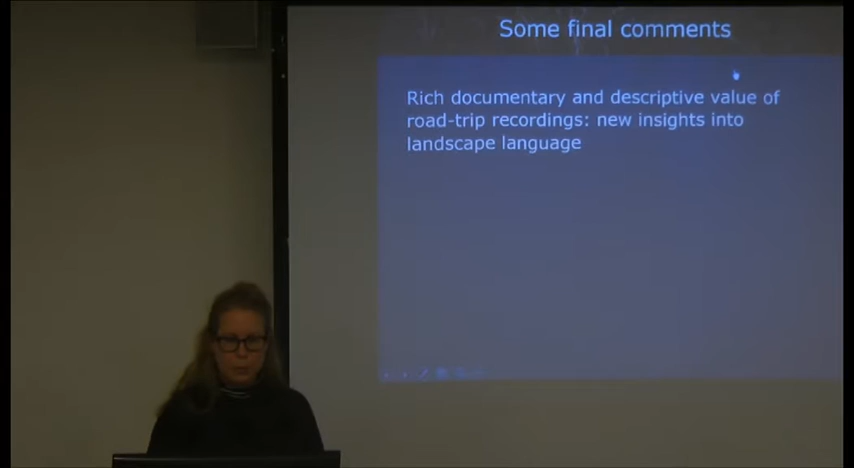 Some final comments
Rich documentary and descriptive value of
road-trip recordings: new insights into
landscape language